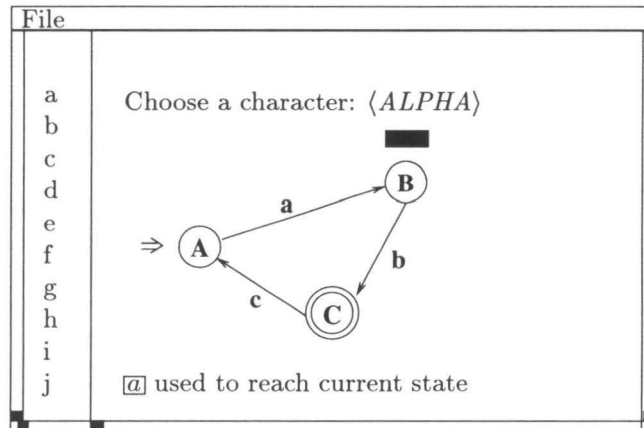 File
a
b
c
d
e
f
g
h
i
j
Choose a character: ⟨ALPHA⟩
B
a
⇒ A
b
c
C
a used to reach current state